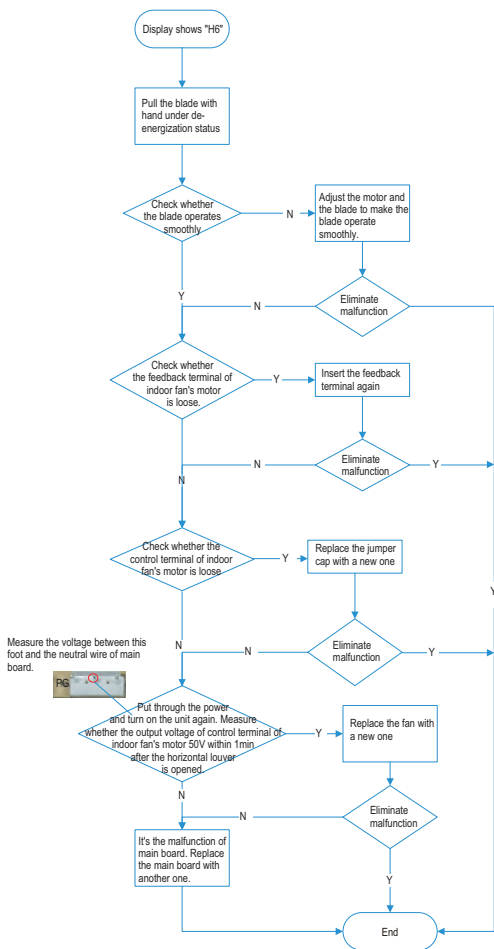 Display shows "H6"
Pull the blade with
hand under de-
energization status
Check whether
the blade operates
smoothly
N
Adjust the motor and
the blade to make the
blade operate
smoothly.
Y
N
Eliminate
malfunction
Check whether
the feedback terminal of
indoor fan's motor
is loose.
Y
Insert the feedback
terminal again
N
N
Eliminate
malfunction
Y
Check whether the
control terminal of indoor
fan's motor is loose
Y
Replace the jumper
cap with a new one
Y
N
N
Eliminate
malfunction
Y
Measure the voltage between this
foot and the neutral wire of main
board.
PG
Put through the power
and turn on the unit again. Measure
whether the output voltage of control terminal of
indoor fan's motor 50V within 1min
after the horizontal louver
is opened.
Y
Replace the fan with
a new one
N
N
Eliminate
malfunction
It's the malfunction of
main board. Replace
the main board with
another one.
Y
End